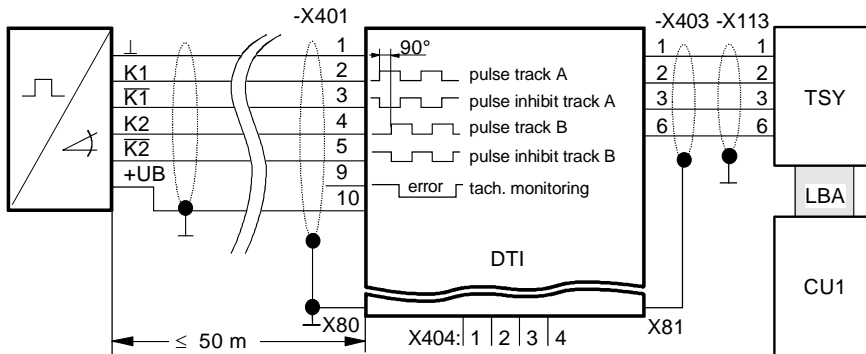 -X401
-X403 -X113
⊥ 1
90°
1 1
K1 2
pulse track A
2 2
K̅1̅ 3
pulse inhibit track A
3 3
TSY
K2 4
pulse track B
6 6
K̅2̅ 5
pulse inhibit track B
+UB 9
error tach. monitoring
10
LBA
DTI
CU1
X80
X81
≤ 50 m
X404: 1 2 3 4